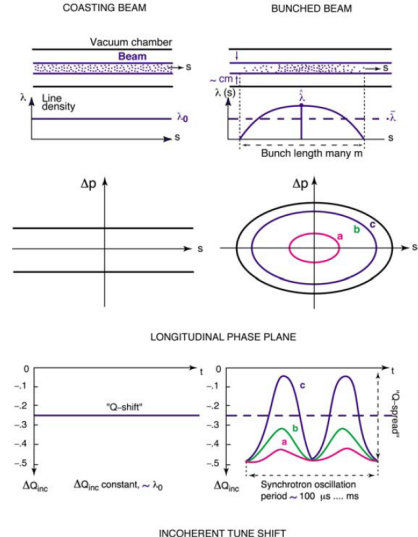 COASTING BEAM
BUNCHED BEAM
Vacuum chamber
Beam
s
s
~ cm
λ
Line
density
λ0
s
λ (s)
λ̂
λ̄
s
Bunch length many m
Δp
s
Δp
a
b
c
s
LONGITUDINAL PHASE PLANE
0
t
-.1
-.2
"Q-shift"
-.3
-.4
-.5
ΔQinc
ΔQinc constant, ~ λ0
0
t
-.1
-.2
-.3
-.4
-.5
c
b
a
"Q-spread"
ΔQinc
Synchrotron oscillation
period ~ 100 μs .... ms
INCOHERENT TUNE SHIFT